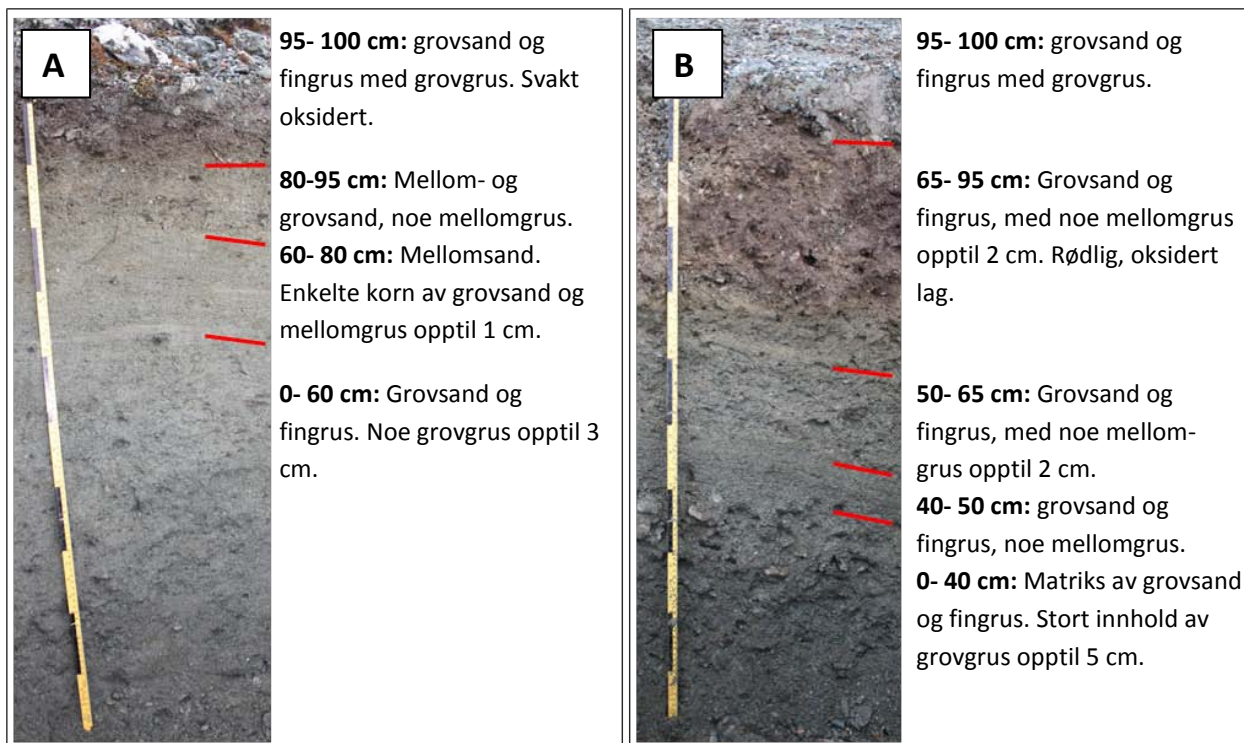 A
95- 100 cm: grovsand og
fingrus med grovgrus. Svakt
oksidert.
80-95 cm: Mellom- og
grovsand, noe mellomgrus.
60- 80 cm: Mellomsand.
Enkelte korn av grovsand og
mellomgrus opptil 1 cm.
0- 60 cm: Grovsand og
fingrus. Noe grovgrus opptil 3
cm.
B
95- 100 cm: grovsand og
fingrus med grovgrus.
65- 95 cm: Grovsand og
fingrus, med noe mellomgrus
opptil 2 cm. Rødlig, oksidert
lag.
50- 65 cm: Grovsand og
fingrus, med noe mellom-
grus opptil 2 cm.
40- 50 cm: grovsand og
fingrus, noe mellomgrus.
0- 40 cm: Matriks av grovsand
og fingrus. Stort innhold av
grovgrus opptil 5 cm.